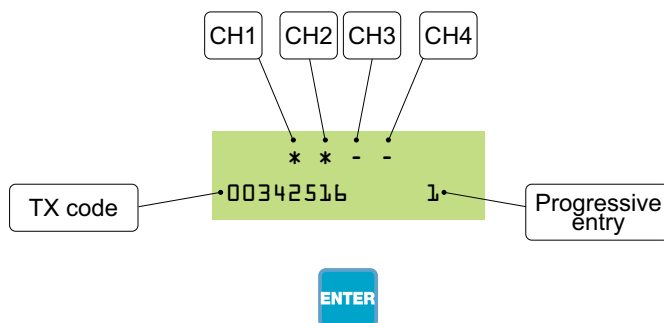 CH1 CH2 CH3 CH4
* * - -
TX code
00342516 1
Progressive
entry
ENTER